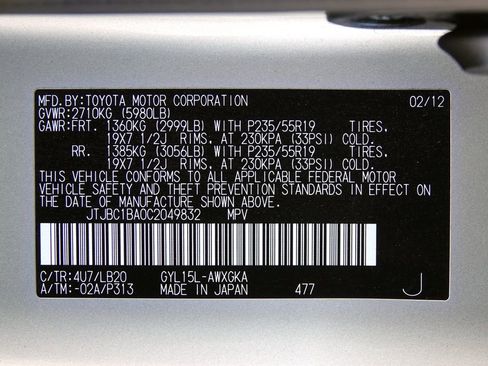 MFD.BY:TOYOTA MOTOR CORPORATION 02/12
GVWR:2710KG (5980LB)
GAWR:FRT. 1360KG (2999LB) WITH P235/55R19 TIRES,
19X7 1/2J RIMS, AT 230KPA (33PSI) COLD.
RR. 1385KG (3056LB) WITH P235/55R19 TIRES,
19X7 1/2J RIMS, AT 230KPA (33PSI) COLD.
THIS VEHICLE CONFORMS TO ALL APPLICABLE FEDERAL MOTOR
VEHICLE SAFETY AND THEFT PREVENTION STANDARDS IN EFFECT ON
THE DATE OF MANUFACTURE SHOWN ABOVE.
JTJBC1BA0C2049832 MPV
C/TR:4U7/LB20 GYL15L-AWXGKA
A/TM:-02A/P313 MADE IN JAPAN 477 J